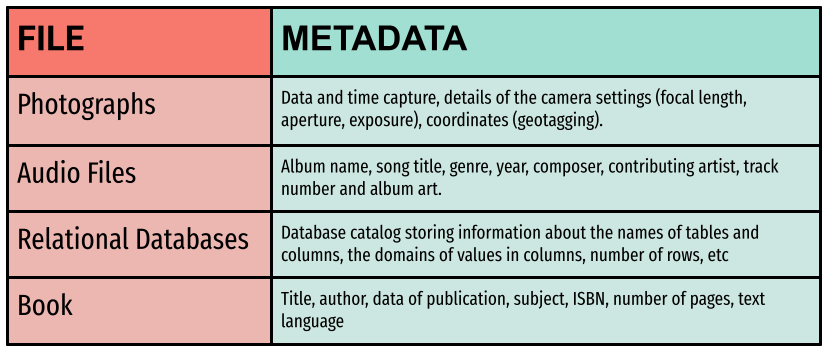 FILE
METADATA
Photographs
Data and time capture, details of the camera settings (focal length,
aperture, exposure), coordinates (geotagging).
Audio Files
Album name, song title, genre, year, composer, contributing artist, track
number and album art.
Relational Databases
Database catalog storing information about the names of tables and
columns, the domains of values in columns, number of rows, etc
Book
Title, author, data of publication, subject, ISBN, number of pages, text
language